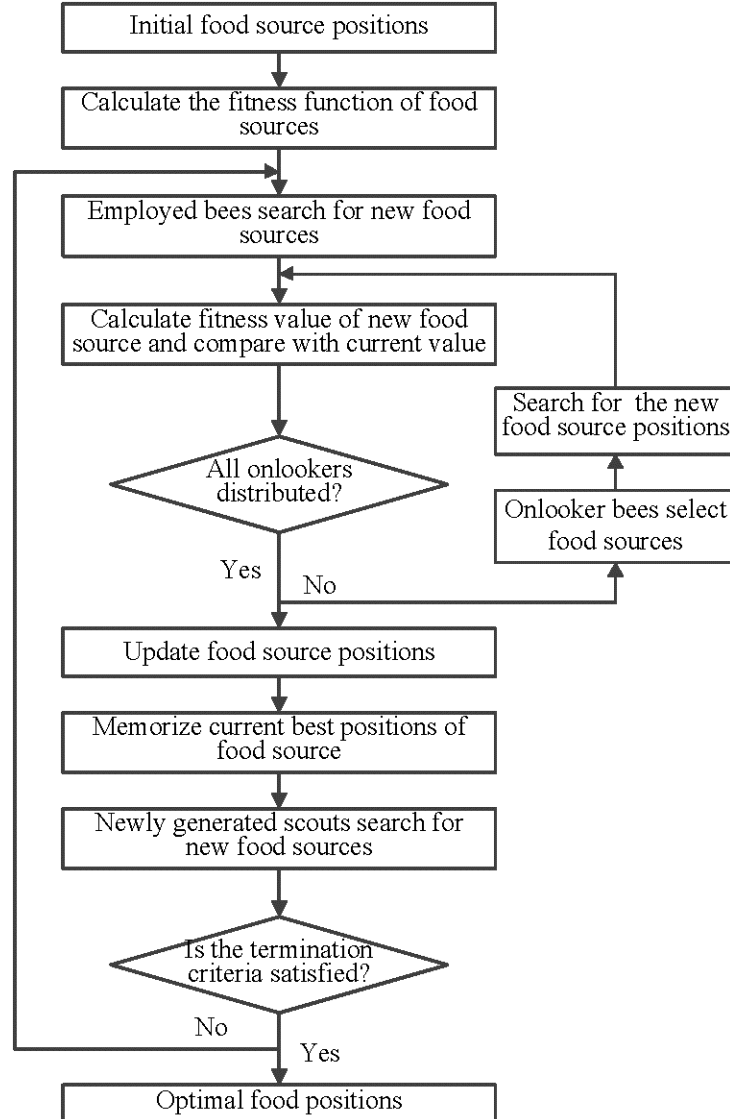 Initial food source positions
Calculate the fitness function of food
sources
Employed bees search for new food
sources
Calculate fitness value of new food
source and compare with current value
Search for the new
food source positions
All onlookers
distributed?
Onlooker bees select
food sources
Yes
No
Update food source positions
Memorize current best positions of
food source
Newly generated scouts search for
new food sources
Is the termination
criteria satisfied?
No
Yes
Optimal food positions